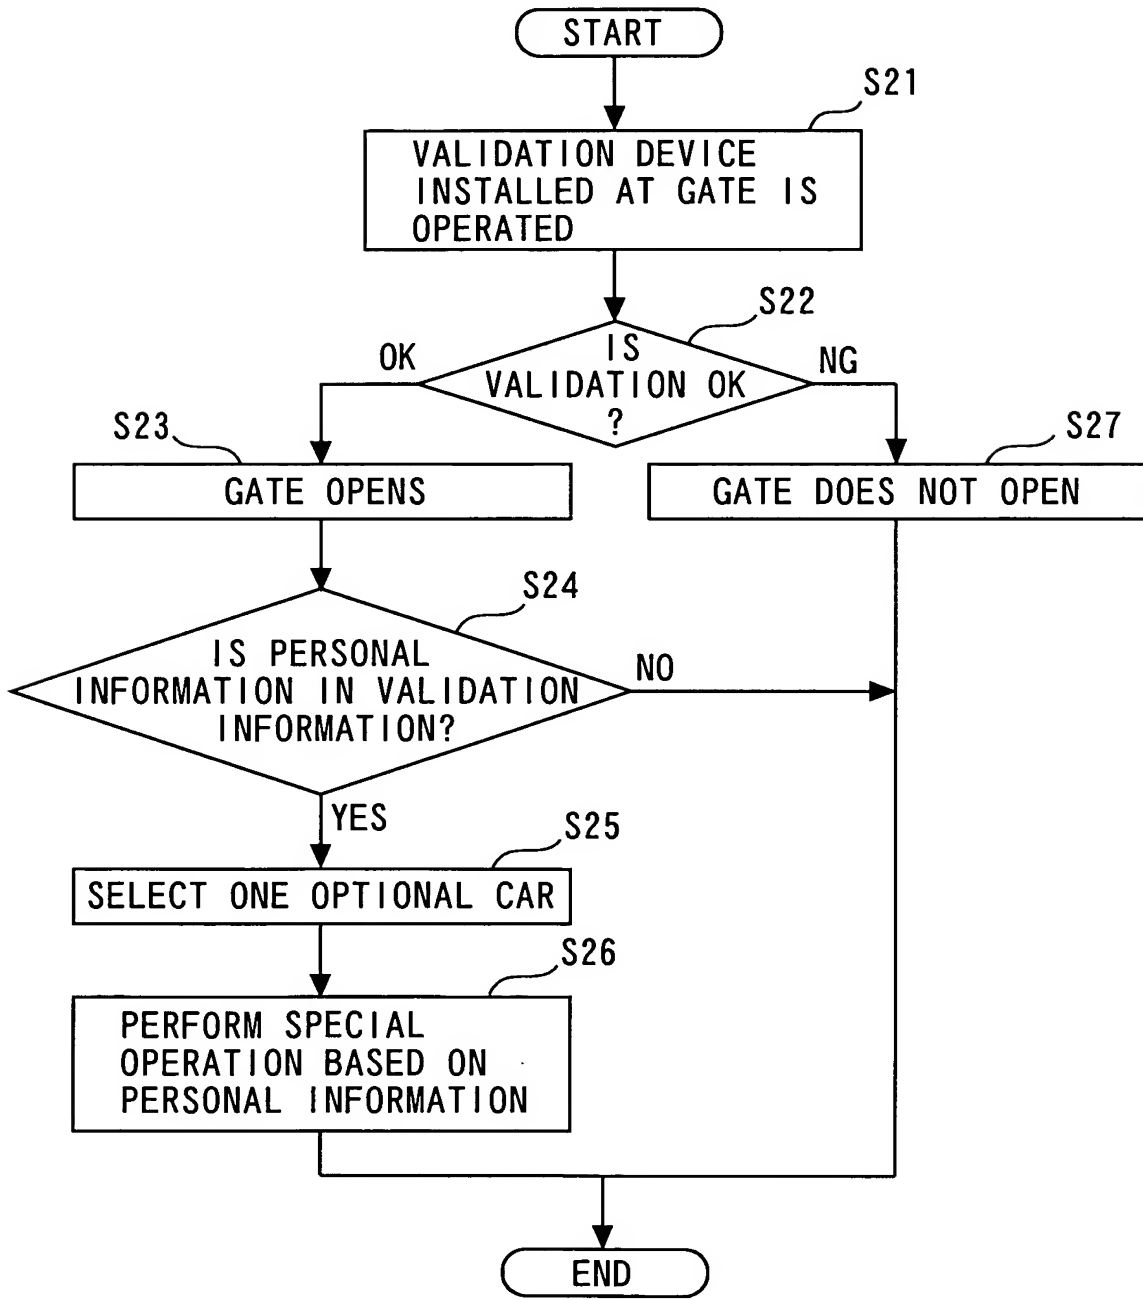 START
S21
VALIDATION DEVICE
INSTALLED AT GATE IS
OPERATED
S22
IS
VALIDATION OK
?
OK
NG
S23
GATE OPENS
S27
GATE DOES NOT OPEN
S24
IS PERSONAL
INFORMATION IN VALIDATION
INFORMATION?
NO
YES
S25
SELECT ONE OPTIONAL CAR
S26
PERFORM SPECIAL
OPERATION BASED ON
PERSONAL INFORMATION
END